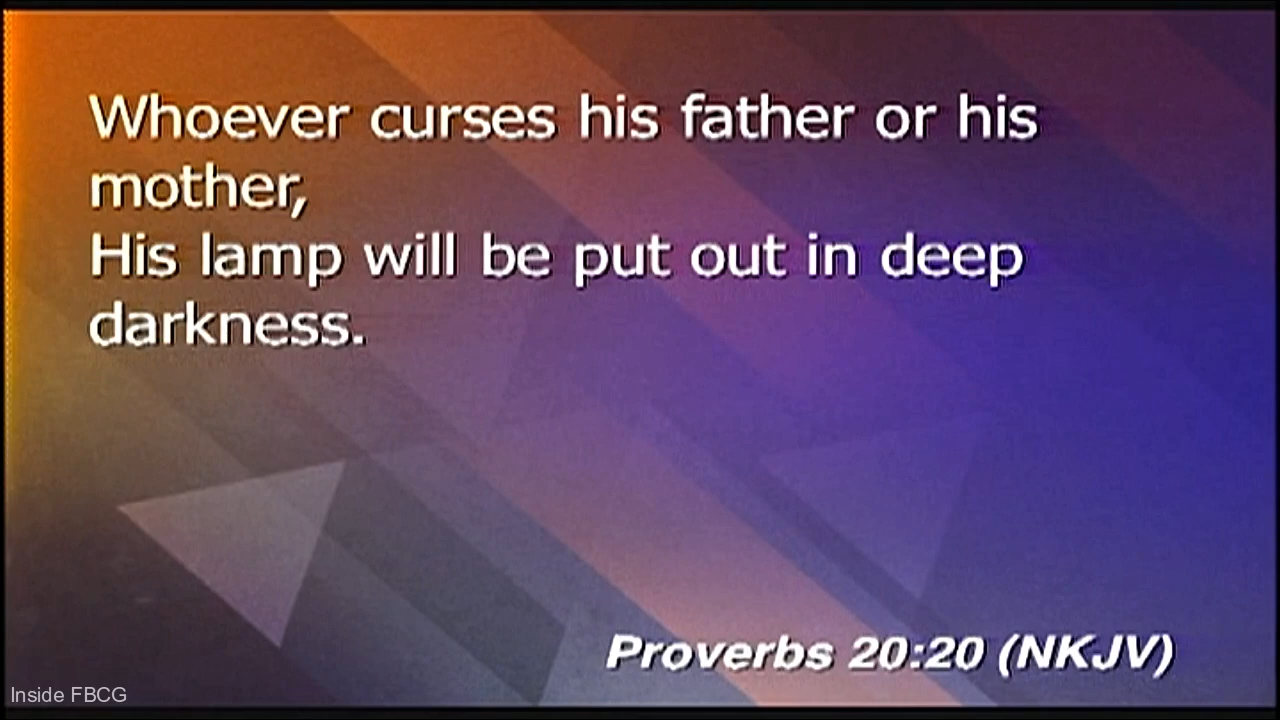 Whoever curses his father or his
mother,
His lamp will be put out in deep
darkness.
Proverbs 20:20 (NKJV)
Inside FBCG